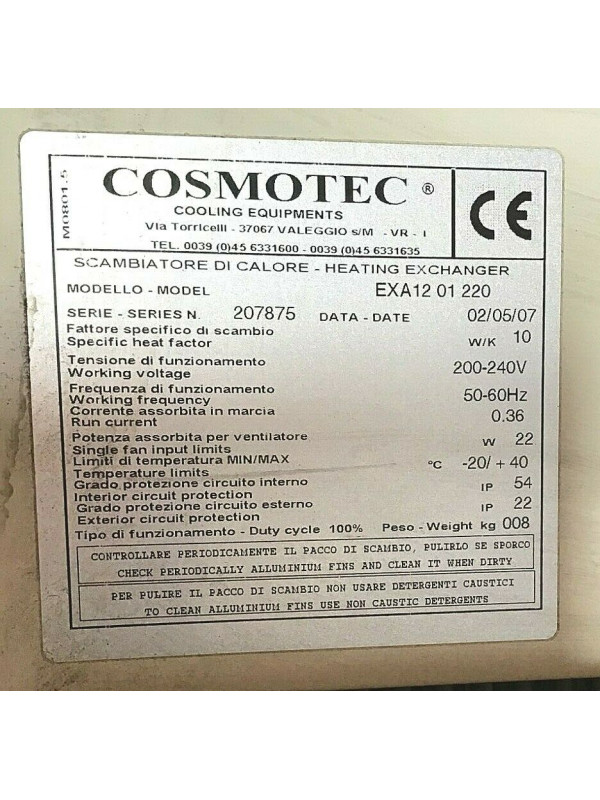 M0801.5
COSMOTEC ®
COOLING EQUIPMENTS
Via Torricelli - 37067 VALEGGIO s/M - VR - I
TEL. 0039 (0)45 6331600 - 0039 (0)45 6331635
CE
SCAMBIATORE DI CALORE - HEATING EXCHANGER
MODELLO - MODEL EXA12 01 220
SERIE - SERIES N. 207875 DATA - DATE 02/05/07
Fattore specifico di scambio
Specific heat factor W/K 10
Tensione di funzionamento
Working voltage 200-240V
Frequenza di funzionamento
Working frequency 50-60Hz
Corrente assorbita in marcia
Run current 0.36
Potenza assorbita per ventilatore
Single fan input limits W 22
Limiti di temperatura MIN/MAX
Temperature limits °C -20/ + 40
Grado protezione circuito interno
Interior circuit protection IP 54
Grado protezione circuito esterno
Exterior circuit protection IP 22
Tipo di funzionamento - Duty cycle 100% Peso - Weight kg 008
CONTROLLARE PERIODICAMENTE IL PACCO DI SCAMBIO, PULIRLO SE SPORCO
CHECK PERIODICALLY ALLUMINIUM FINS AND CLEAN IT WHEN DIRTY
PER PULIRE IL PACCO DI SCAMBIO NON USARE DETERGENTI CAUSTICI
TO CLEAN ALLUMINIUM FINS USE NON CAUSTIC DETERGENTS